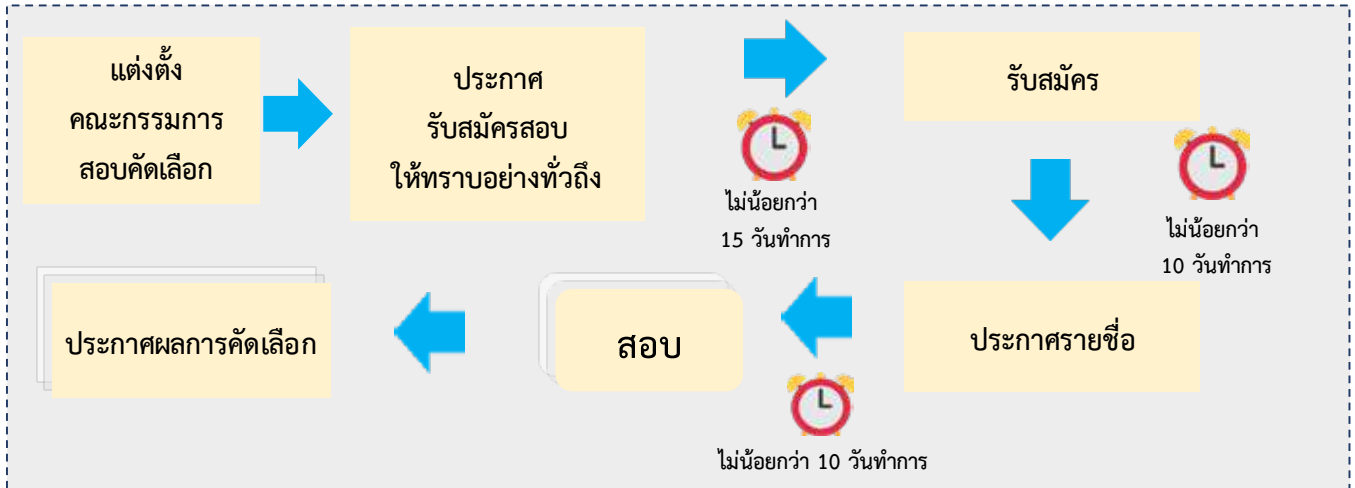 แต่งตั้ง
คณะกรรมการ
สอบคัดเลือก
ประกาศ
รับสมัครสอบ
ให้ทราบอย่างทั่วถึง
ไม่น้อยกว่า
15 วันทำการ
รับสมัคร
ไม่น้อยกว่า
10 วันทำการ
ประกาศรายชื่อ
ไม่น้อยกว่า 10 วันทำการ
สอบ
ประกาศผลการคัดเลือก